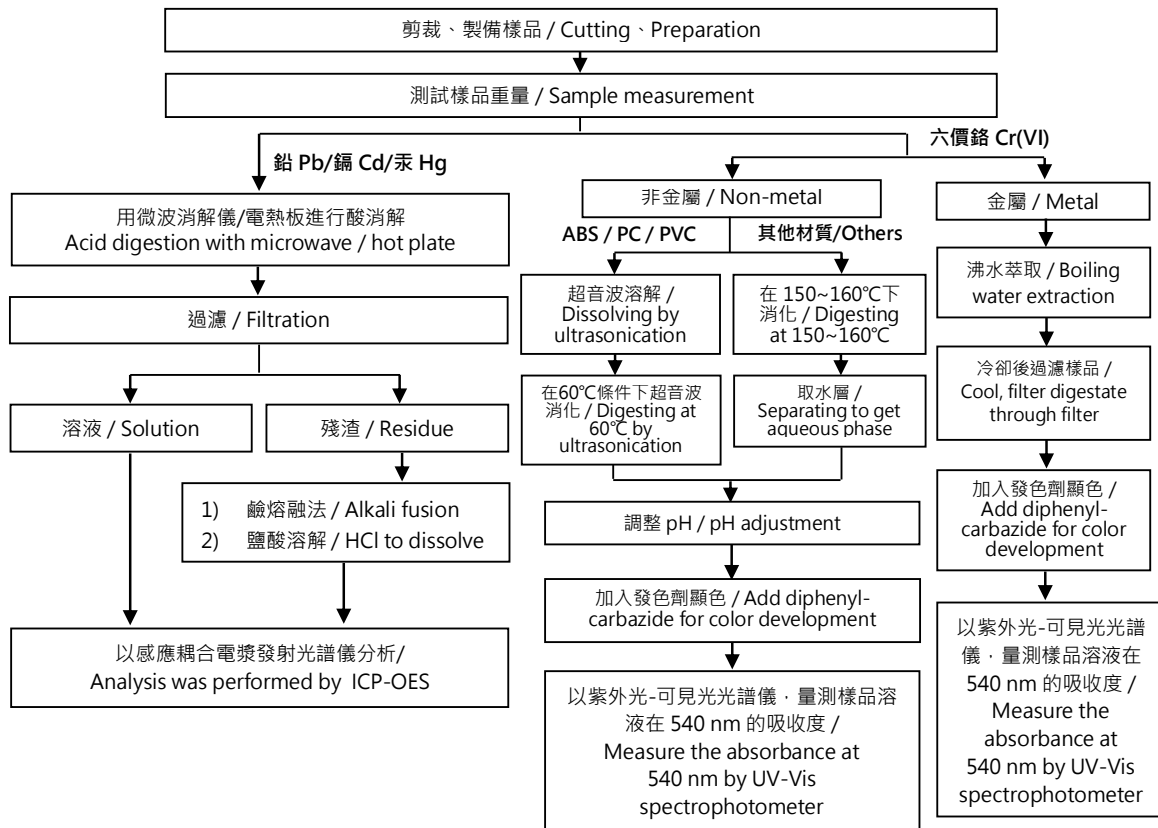 剪裁、製備樣品 / Cutting、Preparation
測試樣品重量 / Sample measurement
鉛 Pb/鎘 Cd/汞 Hg
用微波消解儀/電熱板進行酸消解
Acid digestion with microwave / hot plate
過濾 / Filtration
溶液 / Solution
殘渣 / Residue
1) 鹼熔融法 / Alkali fusion
2) 鹽酸溶解 / HCl to dissolve
以感應耦合電漿發射光譜儀分析/
Analysis was performed by ICP-OES
六價鉻 Cr(VI)
非金屬 / Non-metal
ABS / PC / PVC
超音波溶解 /
Dissolving by
ultrasonication
在60℃條件下超音波
消化 / Digesting at
60℃ by
ultrasonication
其他材質/Others
在 150~160℃下
消化 / Digesting
at 150~160℃
取水層 /
Separating to get
aqueous phase
調整 pH / pH adjustment
加入發色劑顯色 / Add diphenyl-
carbazide for color development
以紫外光-可見光光譜儀，量測樣品溶
液在 540 nm 的吸收度 /
Measure the absorbance at
540 nm by UV-Vis
spectrophotometer
金屬 / Metal
沸水萃取 / Boiling
water extraction
冷卻後過濾樣品 /
Cool, filter digestate
through filter
加入發色劑顯色 /
Add diphenyl-
carbazide for color
development
以紫外光-可見光光譜
儀，量測樣品溶液在
540 nm 的吸收度 /
Measure the
absorbance at
540 nm by UV-Vis
spectrophotometer